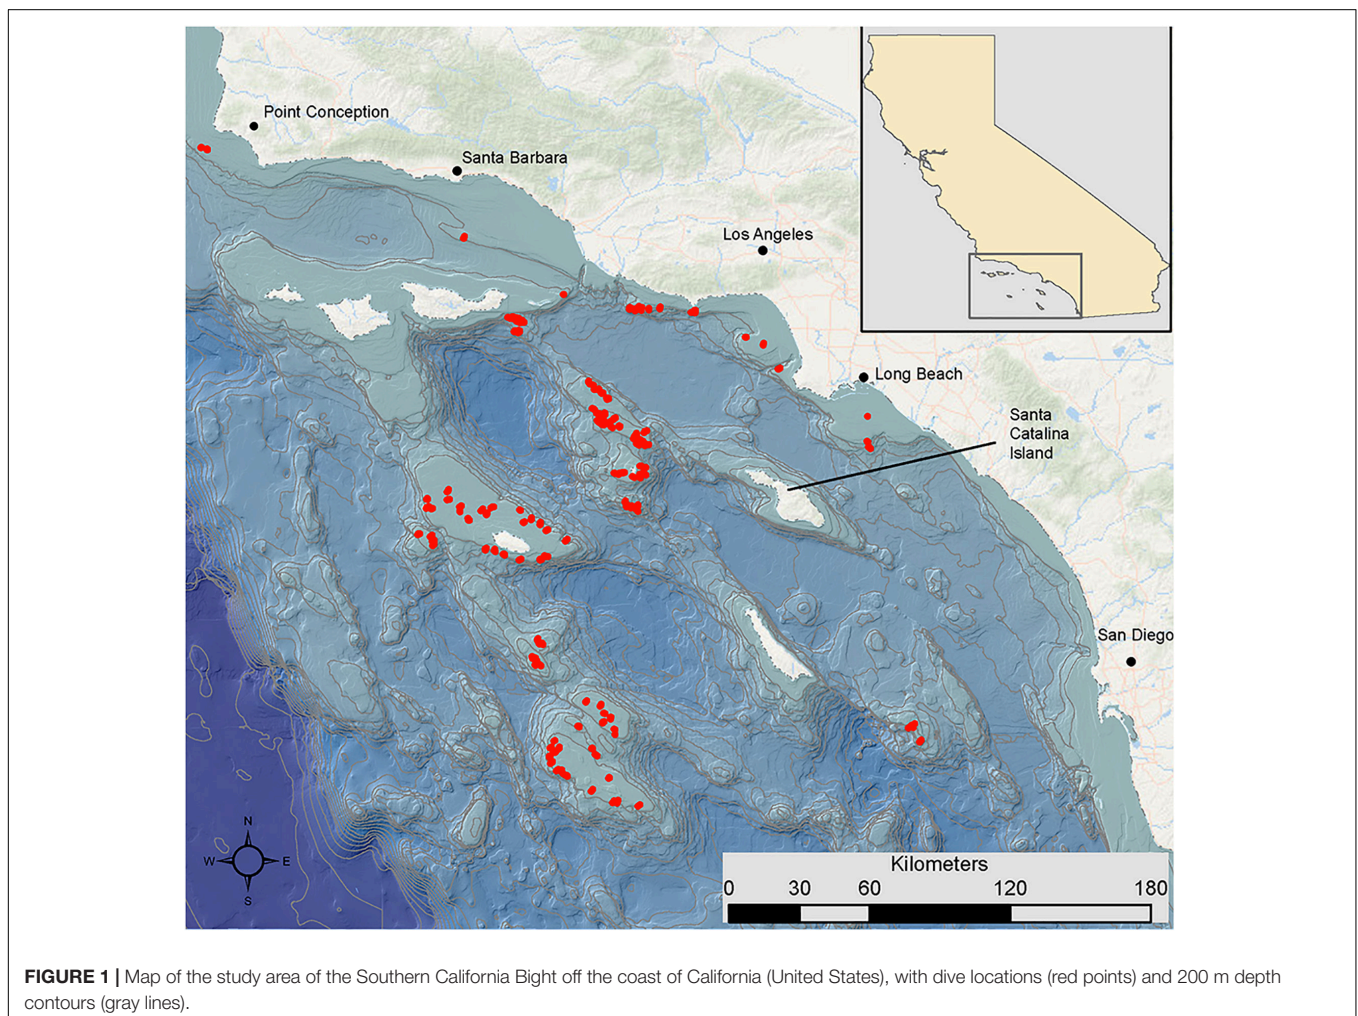 Point Conception
Santa Barbara
Los Angeles
Long Beach
Santa
Catalina
Island
San Diego
N
W E
S
Kilometers
0 30 60 120 180
FIGURE 1 | Map of the study area of the Southern California Bight off the coast of California (United States), with dive locations (red points) and 200 m depth
contours (gray lines).